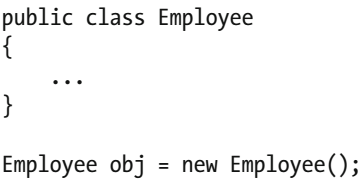 public class Employee
{
    ...
}
Employee obj = new Employee();